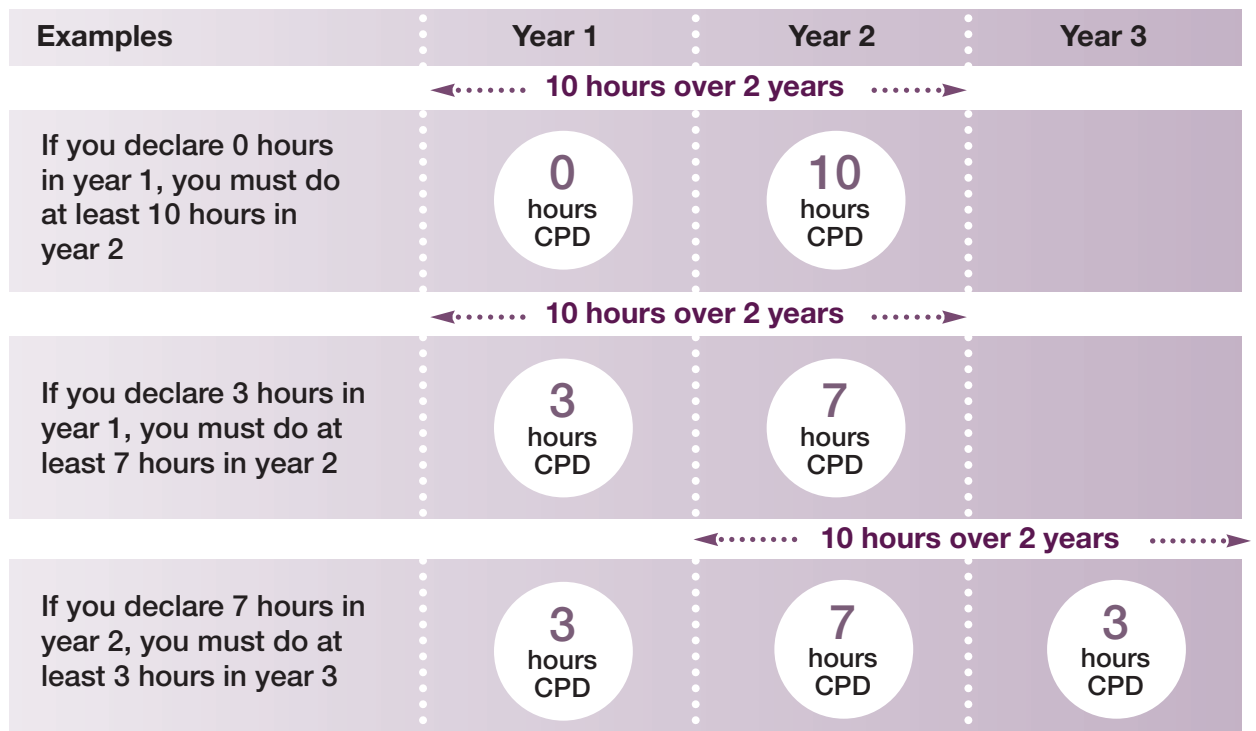 Examples Year 1 Year 2 Year 3
10 hours over 2 years
If you declare 0 hours
in year 1, you must do
at least 10 hours in
year 2
0
hours
CPD
10
hours
CPD
10 hours over 2 years
If you declare 3 hours in
year 1, you must do at
least 7 hours in year 2
3
hours
CPD
7
hours
CPD
10 hours over 2 years
If you declare 7 hours in
year 2, you must do at
least 3 hours in year 3
3
hours
CPD
7
hours
CPD
3
hours
CPD